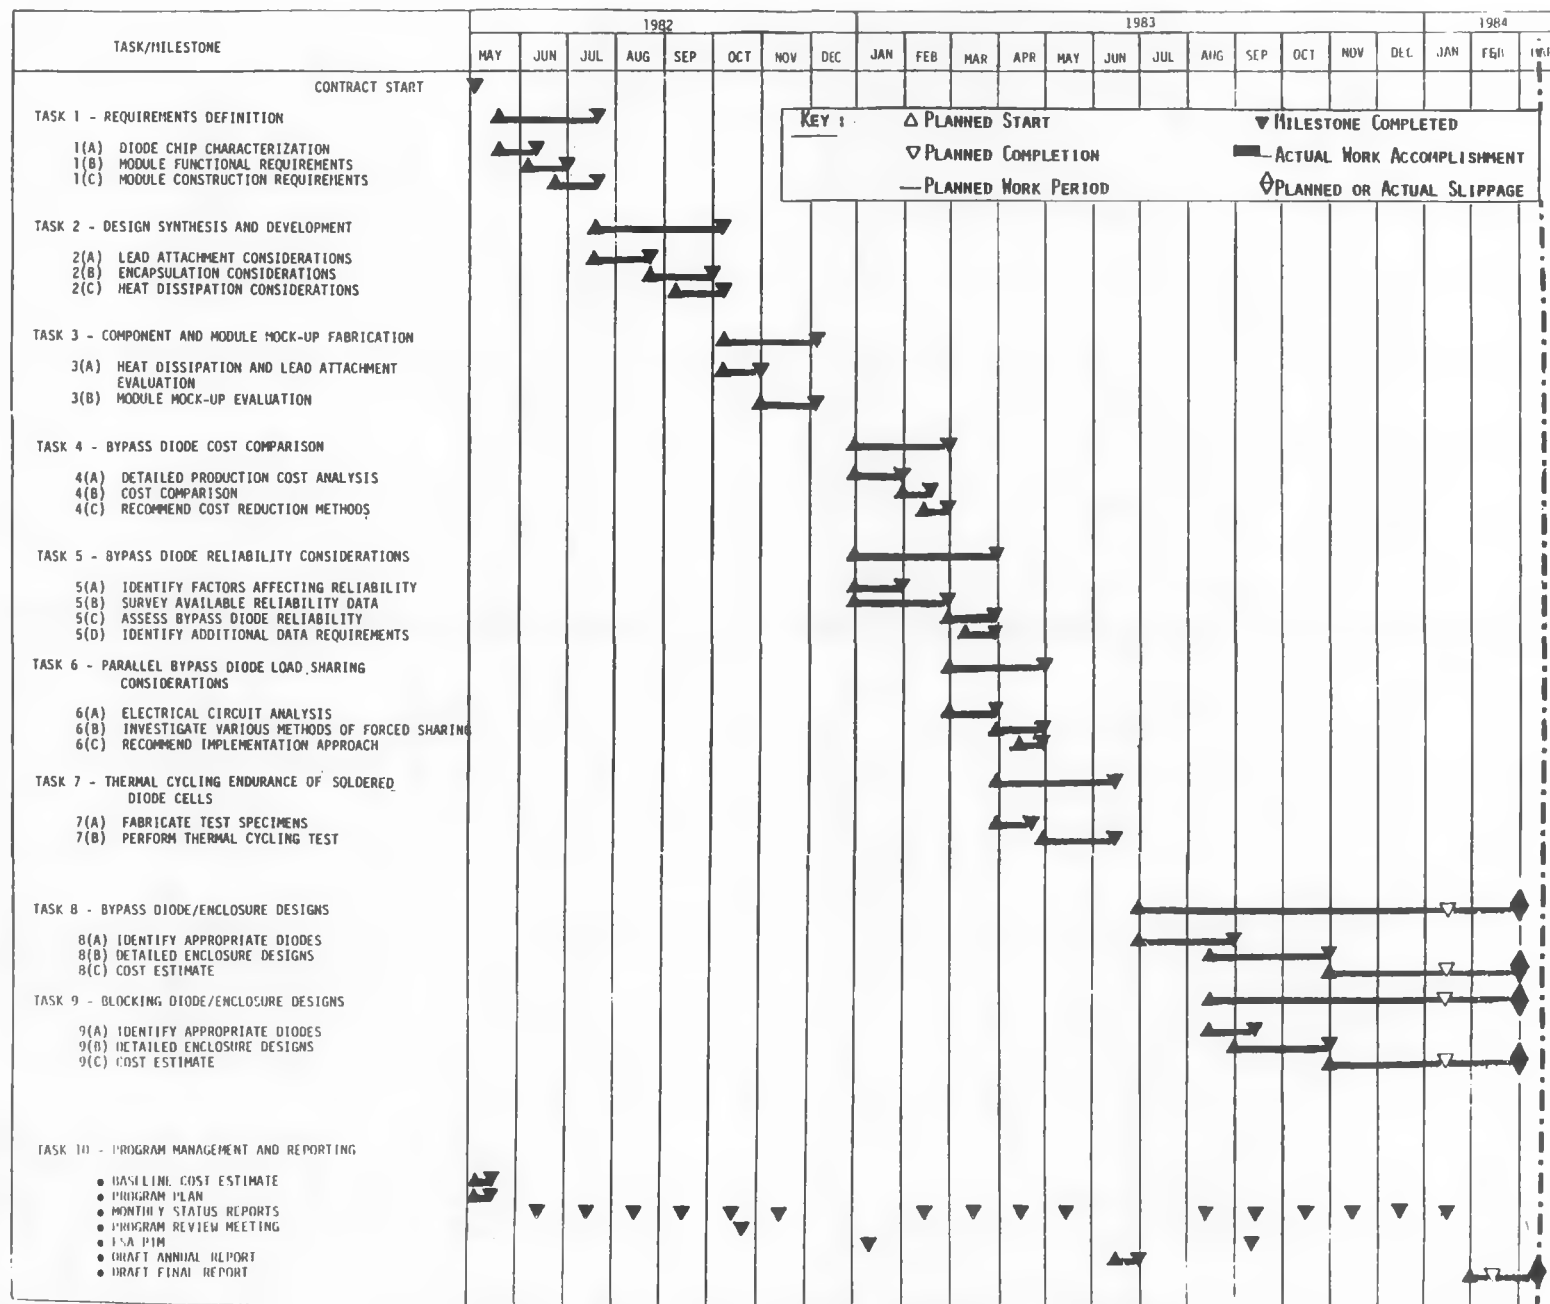 1982 1983 1984
TASK/MILESTONE
MAY JUN JUL AUG SEP OCT NOV DEC JAN FEB MAR APR MAY JUN JUL AUG SEP OCT NOV DEC JAN FEB MAR
CONTRACT START
KEY : △ PLANNED START ▼ MILESTONE COMPLETED
▽ PLANNED COMPLETION ACTUAL WORK ACCOMPLISHMENT
— PLANNED WORK PERIOD ◊ PLANNED OR ACTUAL SLIPPAGE
TASK 1 - REQUIREMENTS DEFINITION
1(A) DIODE CHIP CHARACTERIZATION
1(B) MODULE FUNCTIONAL REQUIREMENTS
1(C) MODULE CONSTRUCTION REQUIREMENTS
TASK 2 - DESIGN SYNTHESIS AND DEVELOPMENT
2(A) LEAD ATTACHMENT CONSIDERATIONS
2(B) ENCAPSULATION CONSIDERATIONS
2(C) HEAT DISSIPATION CONSIDERATIONS
TASK 3 - COMPONENT AND MODULE MOCK-UP FABRICATION
3(A) HEAT DISSIPATION AND LEAD ATTACHMENT
EVALUATION
3(B) MODULE MOCK-UP EVALUATION
TASK 4 - BYPASS DIODE COST COMPARISON
4(A) DETAILED PRODUCTION COST ANALYSIS
4(B) COST COMPARISON
4(C) RECOMMEND COST REDUCTION METHODS
TASK 5 - BYPASS DIODE RELIABILITY CONSIDERATIONS
5(A) IDENTIFY FACTORS AFFECTING RELIABILITY
5(B) SURVEY AVAILABLE RELIABILITY DATA
5(C) ASSESS BYPASS DIODE RELIABILITY
5(D) IDENTIFY ADDITIONAL DATA REQUIREMENTS
TASK 6 - PARALLEL BYPASS DIODE LOAD SHARING
CONSIDERATIONS
6(A) ELECTRICAL CIRCUIT ANALYSIS
6(B) INVESTIGATE VARIOUS METHODS OF FORCED SHARING
6(C) RECOMMEND IMPLEMENTATION APPROACH
TASK 7 - THERMAL CYCLING ENDURANCE OF SOLDERED
DIODE CELLS
7(A) FABRICATE TEST SPECIMENS
7(B) PERFORM THERMAL CYCLING TEST
TASK 8 - BYPASS DIODE/ENCLOSURE DESIGNS
8(A) IDENTIFY APPROPRIATE DIODES
8(B) DETAILED ENCLOSURE DESIGNS
8(C) COST ESTIMATE
TASK 9 - BLOCKING DIODE/ENCLOSURE DESIGNS
9(A) IDENTIFY APPROPRIATE DIODES
9(B) DETAILED ENCLOSURE DESIGNS
9(C) COST ESTIMATE
TASK 10 - PROGRAM MANAGEMENT AND REPORTING
• BASELINE COST ESTIMATE
• PROGRAM PLAN
• MONTHLY STATUS REPORTS
• PROGRAM REVIEW MEETING
• FSA PIM
• DRAFT ANNUAL REPORT
• DRAFT FINAL REPORT